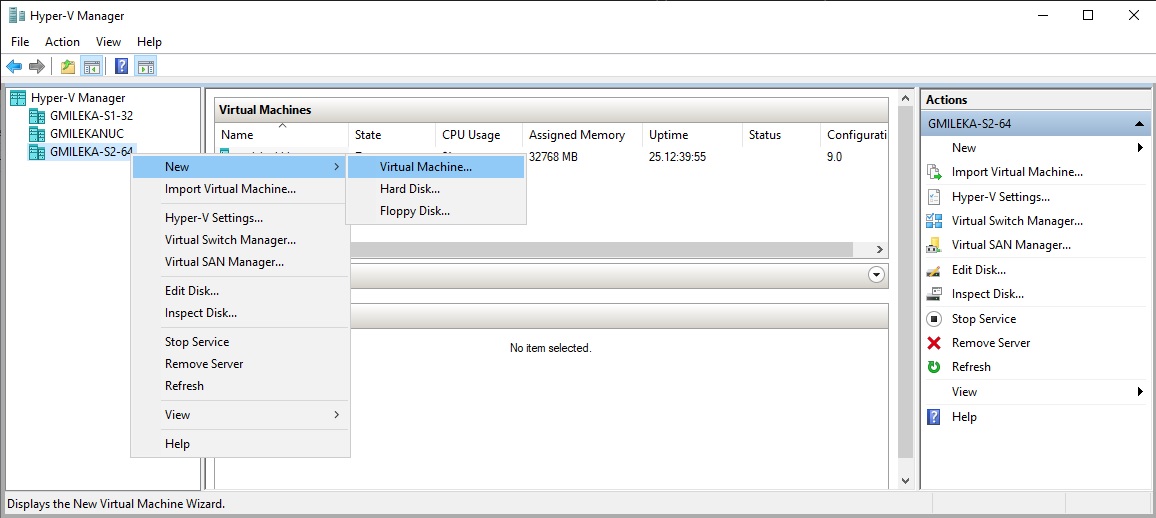 Hyper-V Manager
File Action View Help
Hyper-V Manager
GMILEKA-S1-32
GMILEKANUC
GMILEKA-S2-64
New
Import Virtual Machine...
Hyper-V Settings...
Virtual Switch Manager...
Virtual SAN Manager...
Edit Disk...
Inspect Disk...
Stop Service
Remove Server
Refresh
View
Help
Virtual Machine...
Hard Disk...
Floppy Disk...
Virtual Machines
Name State CPU Usage Assigned Memory Uptime Status Configurati
32768 MB 25.12:39:55 9.0
No item selected.
Actions
GMILEKA-S2-64
New
Import Virtual Machine...
Hyper-V Settings...
Virtual Switch Manager...
Virtual SAN Manager...
Edit Disk...
Inspect Disk...
Stop Service
Remove Server
Refresh
View
Help
Displays the New Virtual Machine Wizard.